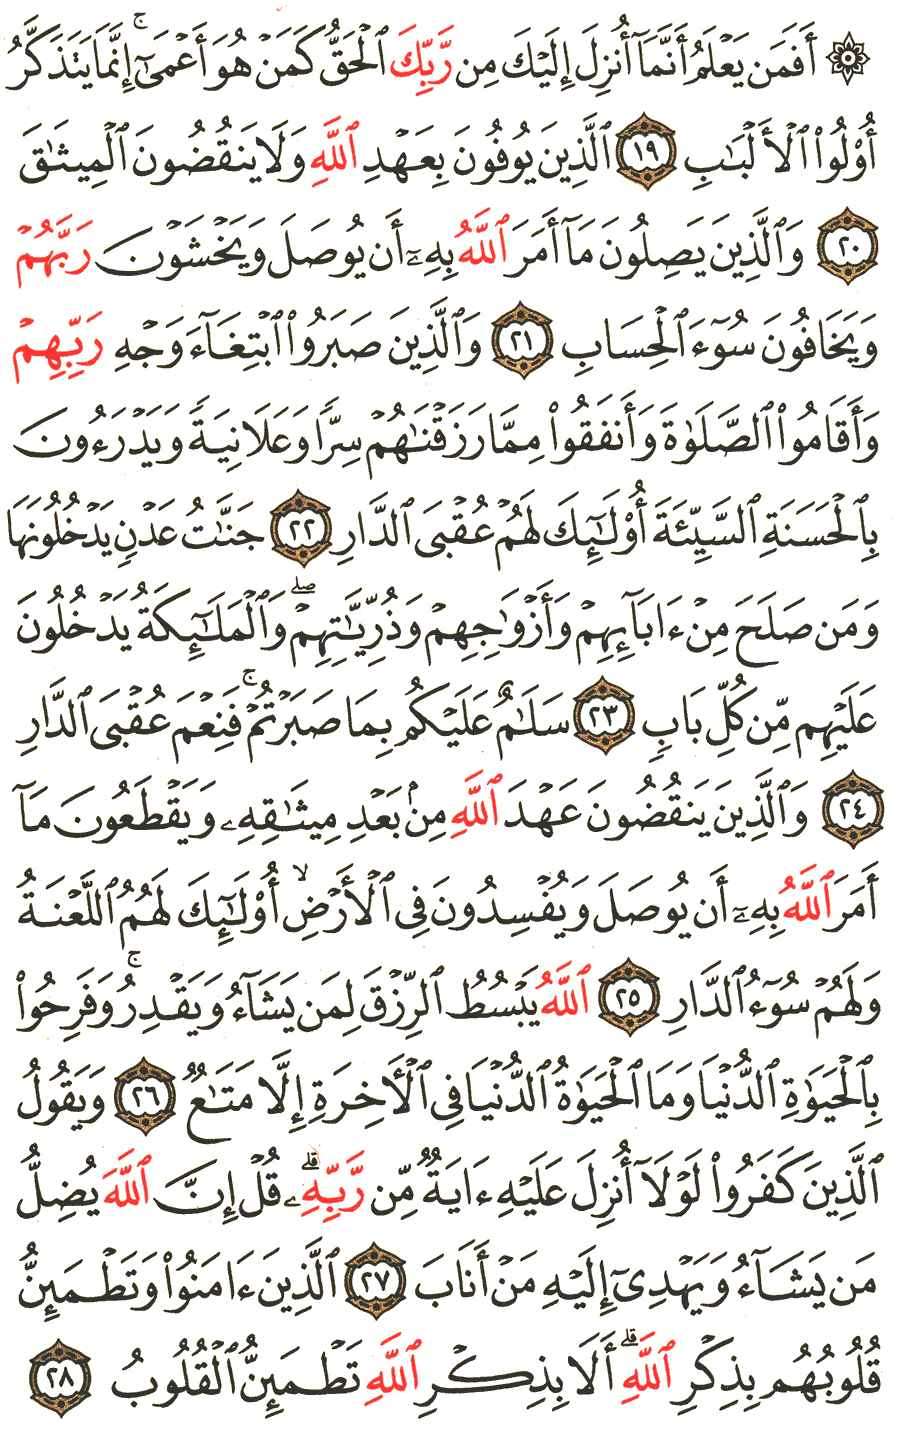 ۞ أَفَمَن يَعۡلَمُ أَنَّمَآ أُنزِلَ إِلَيۡكَ مِن رَّبِّكَ ٱلۡحَقُّ كَمَنۡ هُوَ أَعۡمَىٰٓۚ إِنَّمَا يَتَذَكَّرُ
أُوْلُواْ ٱلۡأَلۡبَٰبِ ١٩ ٱلَّذِينَ يُوفُونَ بِعَهۡدِ ٱللَّهِ وَلَا يَنقُضُونَ ٱلۡمِيثَٰقَ
٢٠ وَٱلَّذِينَ يَصِلُونَ مَآ أَمَرَ ٱللَّهُ بِهِۦٓ أَن يُوصَلَ وَيَخۡشَوۡنَ رَبَّهُمۡ
وَيَخَافُونَ سُوٓءَ ٱلۡحِسَابِ ٢١ وَٱلَّذِينَ صَبَرُواْ ٱبۡتِغَآءَ وَجۡهِ رَبِّهِمۡ
وَأَقَامُواْ ٱلصَّلَوٰةَ وَأَنفَقُواْ مِمَّا رَزَقۡنَٰهُمۡ سِرّٗا وَعَلَانِيَةٗ وَيَدۡرَءُونَ
بِٱلۡحَسَنَةِ ٱلسَّيِّئَةَ أُوْلَٰٓئِكَ لَهُمۡ عُقۡبَى ٱلدَّارِ ٢٢ جَنَّٰتُ عَدۡنٖ يَدۡخُلُونَهَا
وَمَن صَلَحَ مِنۡ ءَابَآئِهِمۡ وَأَزۡوَٰجِهِمۡ وَذُرِّيَّٰتِهِمۡۖ وَٱلۡمَلَٰٓئِكَةُ يَدۡخُلُونَ
عَلَيۡهِم مِّن كُلِّ بَابٖ ٢٣ سَلَٰمٌ عَلَيۡكُم بِمَا صَبَرۡتُمۡۚ فَنِعۡمَ عُقۡبَى ٱلدَّارِ
٢٤ وَٱلَّذِينَ يَنقُضُونَ عَهۡدَ ٱللَّهِ مِنۢ بَعۡدِ مِيثَٰقِهِۦ وَيَقۡطَعُونَ مَآ
أَمَرَ ٱللَّهُ بِهِۦٓ أَن يُوصَلَ وَيُفۡسِدُونَ فِي ٱلۡأَرۡضِۙ أُوْلَٰٓئِكَ لَهُمُ ٱللَّعۡنَةُ
وَلَهُمۡ سُوٓءُ ٱلدَّارِ ٢٥ ٱللَّهُ يَبۡسُطُ ٱلرِّزۡقَ لِمَن يَشَآءُ وَيَقۡدِرُۚ وَفَرِحُواْ
بِٱلۡحَيَوٰةِ ٱلدُّنۡيَا وَمَا ٱلۡحَيَوٰةُ ٱلدُّنۡيَا فِي ٱلۡأٓخِرَةِ إِلَّا مَتَٰعٞ ٢٦ وَيَقُولُ
ٱلَّذِينَ كَفَرُواْ لَوۡلَآ أُنزِلَ عَلَيۡهِ ءَايَةٞ مِّن رَّبِّهِۦۗ قُلۡ إِنَّ ٱللَّهَ يُضِلُّ
مَن يَشَآءُ وَيَهۡدِيٓ إِلَيۡهِ مَنۡ أَنَابَ ٢٧ ٱلَّذِينَ ءَامَنُواْ وَتَطۡمَئِنُّ
قُلُوبُهُم بِذِكۡرِ ٱللَّهِۗ أَلَا بِذِكۡرِ ٱللَّهِ تَطۡمَئِنُّ ٱلۡقُلُوبُ ٢٨